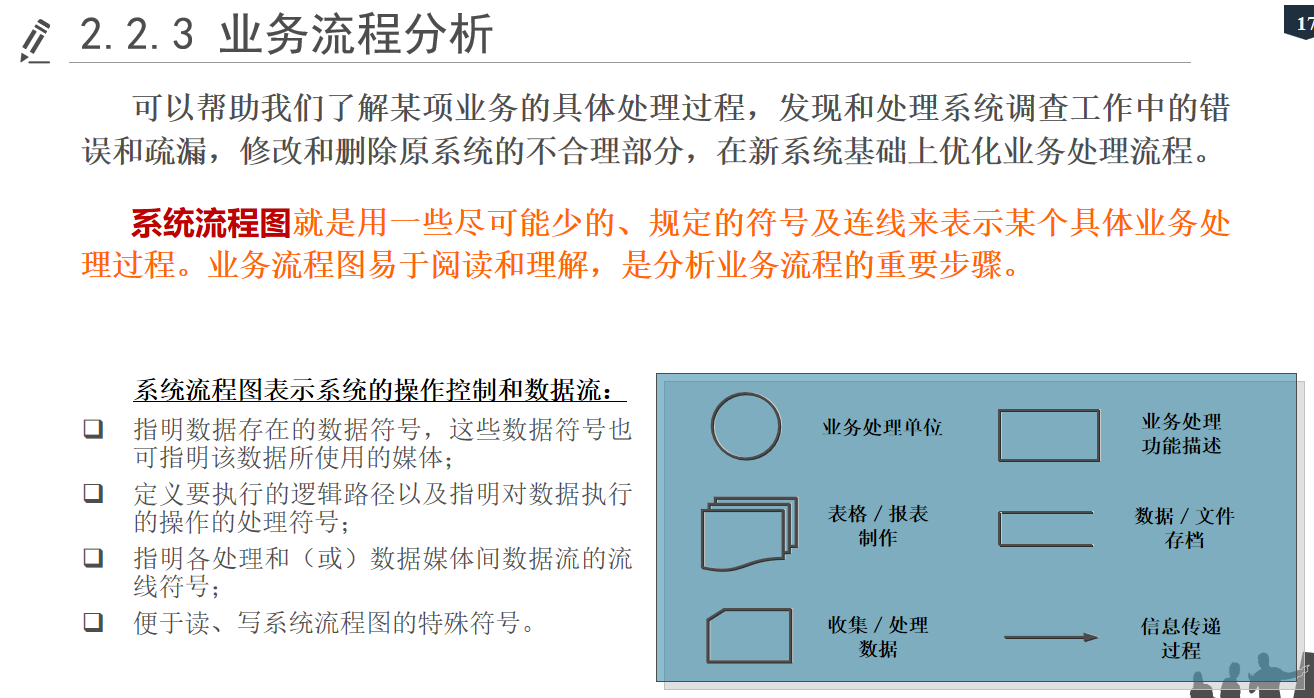 2.2.3 业务流程分析
17
可以帮助我们了解某项业务的具体处理过程，发现和处理系统调查工作中的错
误和疏漏，修改和删除原系统的不合理部分，在新系统基础上优化业务处理流程。
系统流程图就是用一些尽可能少的、规定的符号及连线来表示某个具体业务处
理过程。业务流程图易于阅读和理解，是分析业务流程的重要步骤。
系统流程图表示系统的操作控制和数据流：
指明数据存在的数据符号，这些数据符号也
可指明该数据所使用的媒体；
定义要执行的逻辑路径以及指明对数据执行
的操作的处理符号；
指明各处理和（或）数据媒体间数据流的流
线符号；
便于读、写系统流程图的特殊符号。
业务处理单位
业务处理
功能描述
表格／报表
制作
数据／文件
存档
收集／处理
数据
信息传递
过程